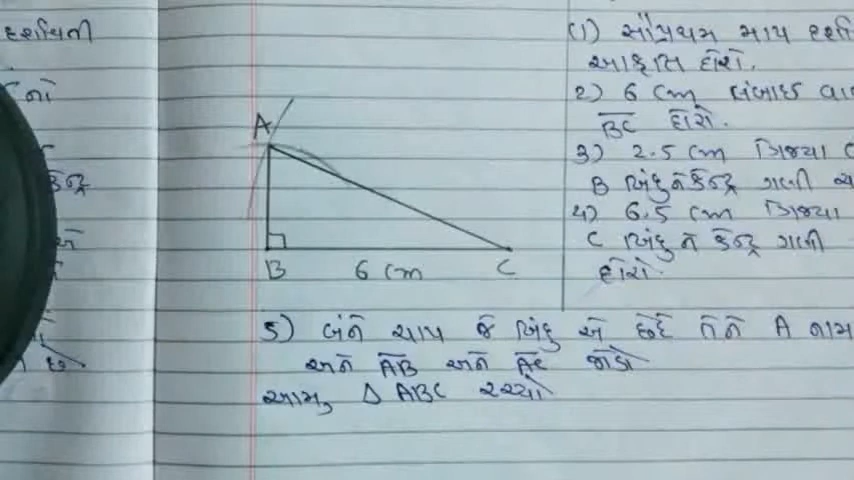 દર્શાવતી
(1) સૌપ્રથમ માપ દર્શા
આકૃતિ દોરો.
2) 6 cm લંબાઈ વા
BC દોરો.
3) 2.5 cm ત્રિજ્યા
B બિંદુને કેન્દ્ર ગણી
4) 6.5 cm ત્રિજ્યા
C બિંદુને કેન્દ્ર ગણી
દોરો.
A
B 6 cm C
5) બંને ચાપ જે બિંદુ એ છેદે તેને A નામ
અને AB અને AC જોડો
આમ, Δ ABC રચ્યો